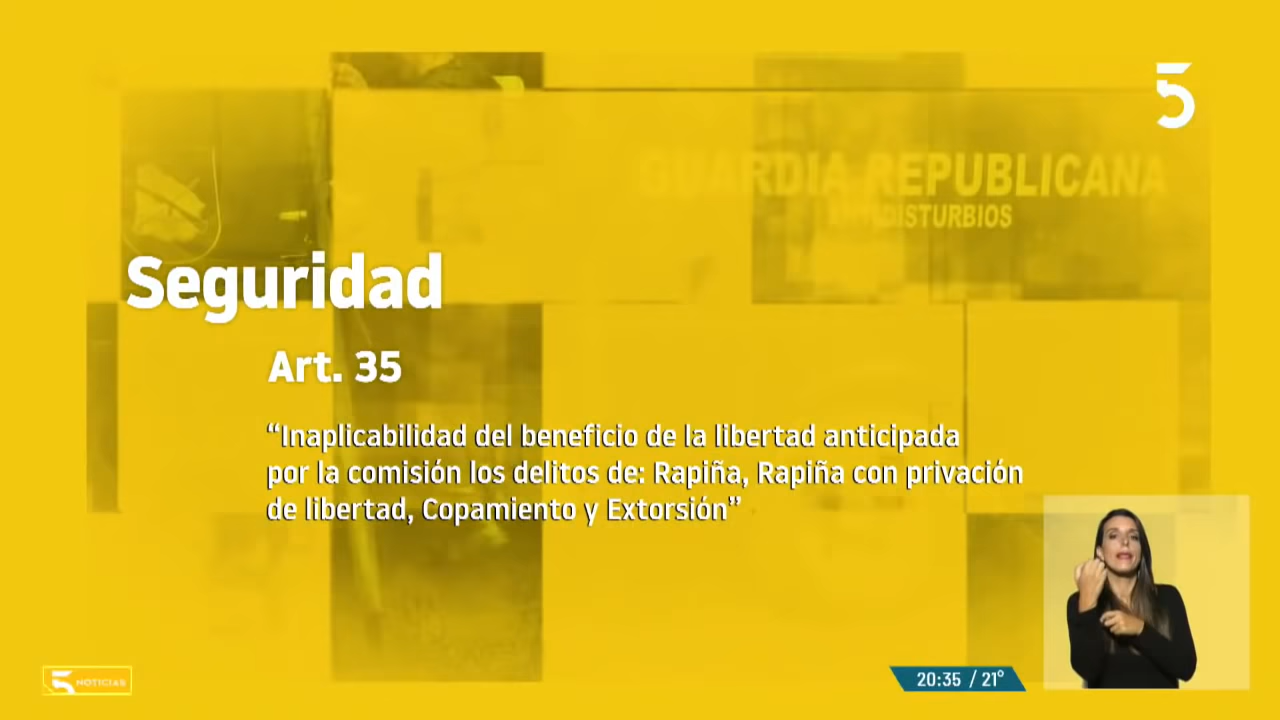 5
GUARDIA REPUBLICANA
ANTIDISTURBIOS
Seguridad
Art. 35
“Inaplicabilidad del beneficio de la libertad anticipada
por la comisión los delitos de: Rapiña, Rapiña con privación
de libertad, Copamiento y Extorsión”
5 NOTICIAS
20:35 / 21°